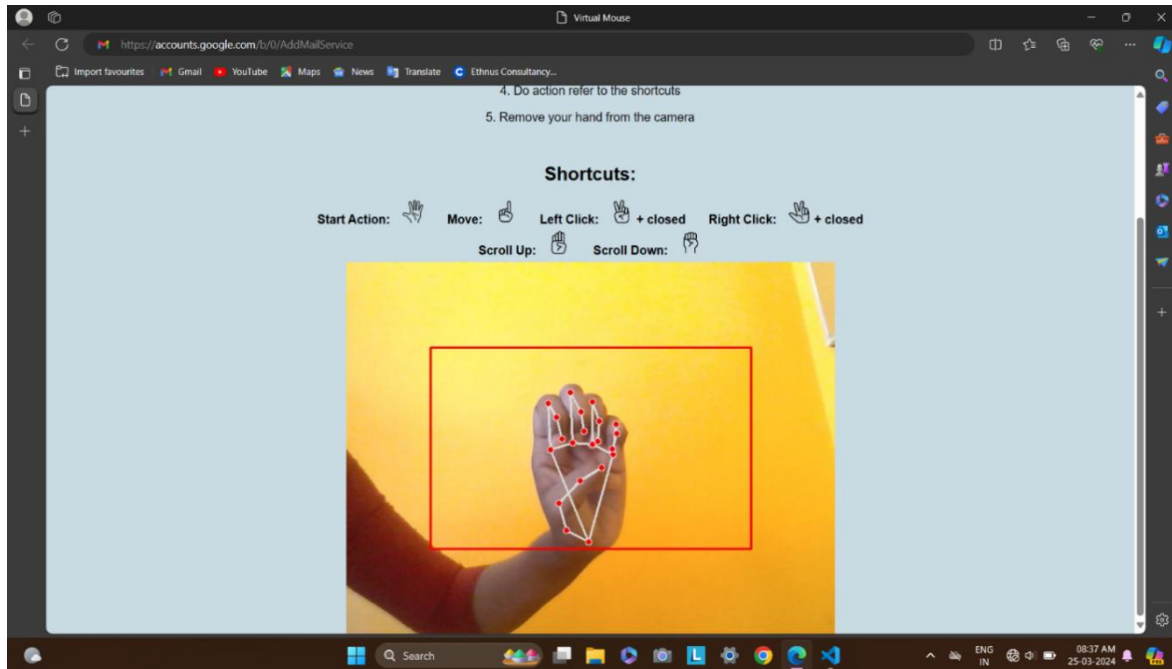 Virtual Mouse
https://accounts.google.com/b/0/AddMailService
Import favourites Gmail YouTube Maps News Translate Ethnus Consultancy...
4. Do action refer to the shortcuts
5. Remove your hand from the camera
Shortcuts:
Start Action: Move: Left Click: + closed Right Click: + closed
Scroll Up: Scroll Down:
Search
ENG
IN
08:37 AM
25-03-2024